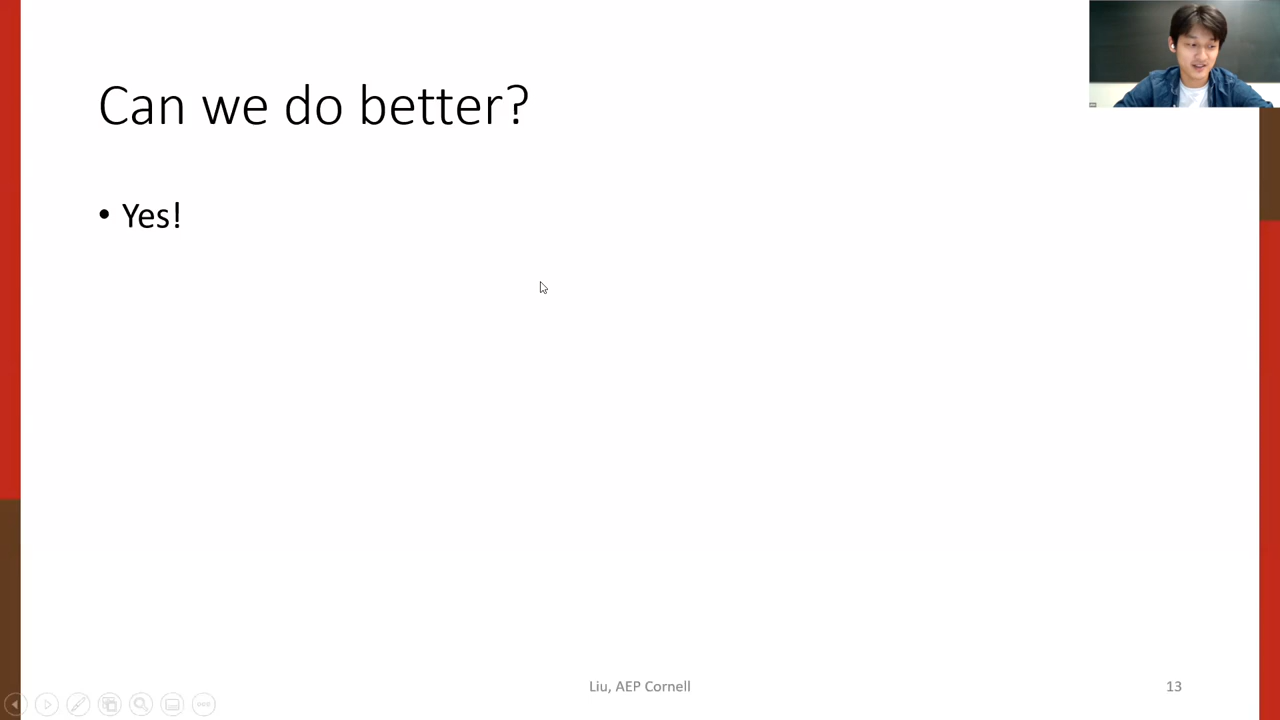 Can we do better?
• Yes!
Liu, AEP Cornell
13